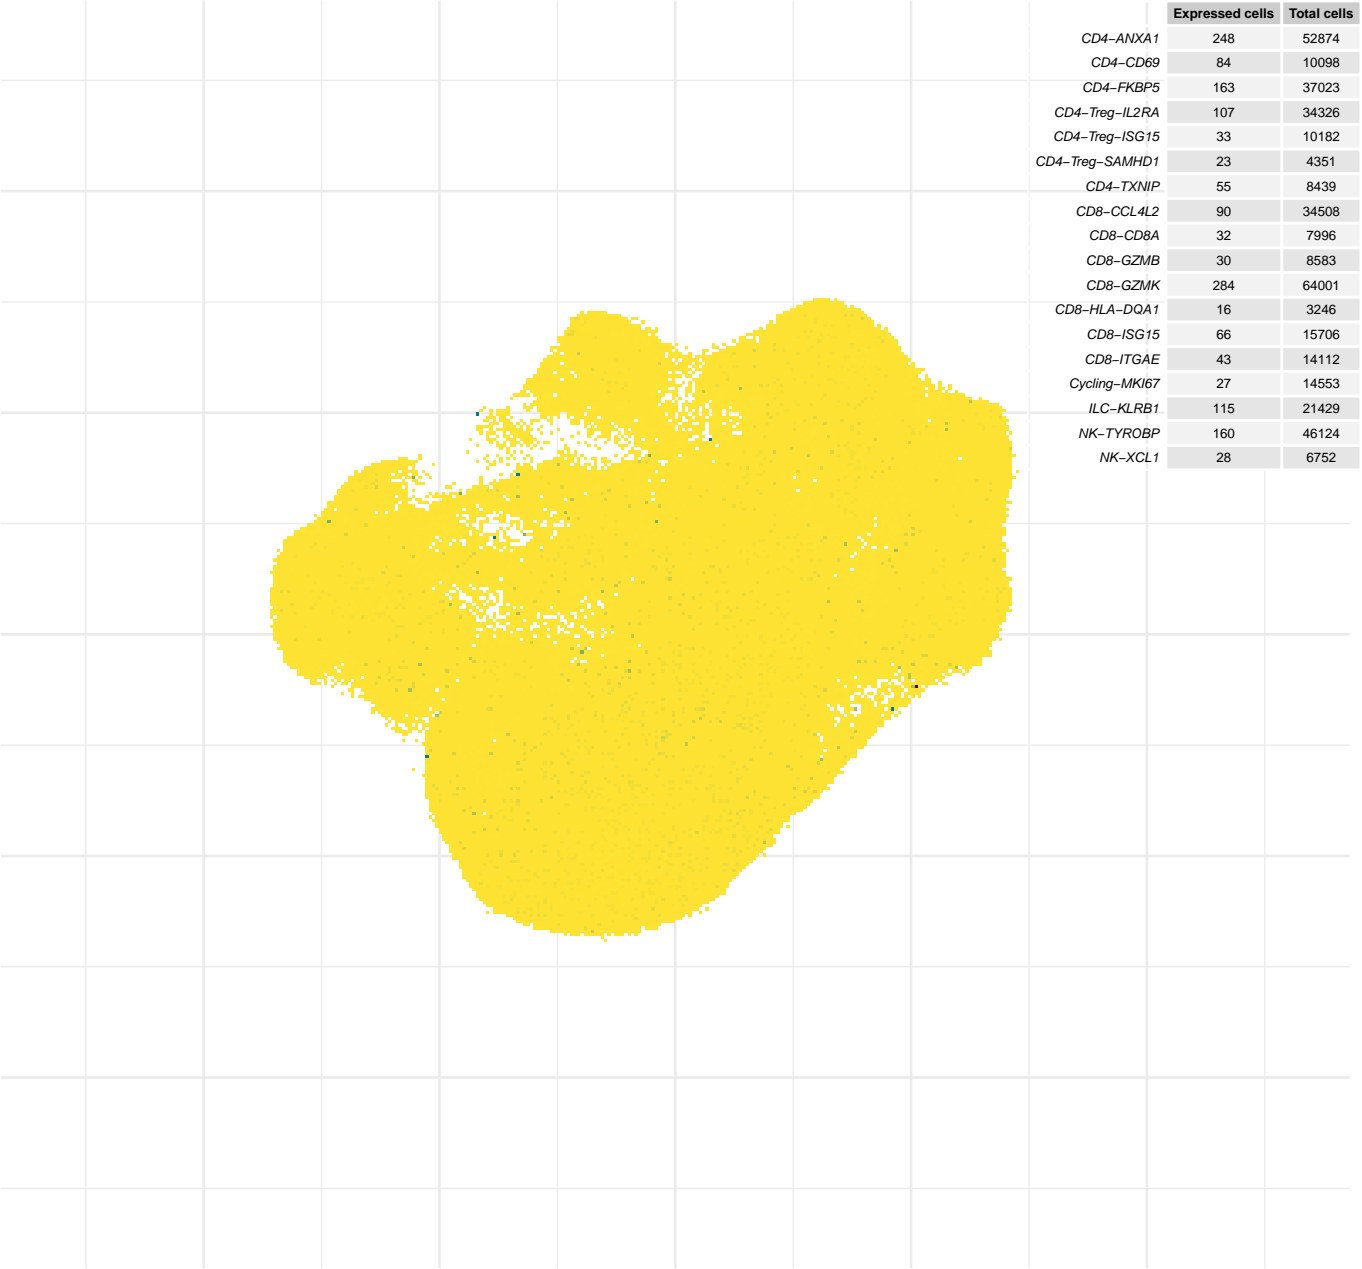 Expressed cells Total cells
CD4−ANXA1 248 52874
CD4−CD69 84 10098
CD4−FKBP5 163 37023
CD4−Treg−IL2RA 107 34326
CD4−Treg−ISG15 33 10182
CD4−Treg−SAMHD1 23 4351
CD4−TXNIP 55 8439
CD8−CCL4L2 90 34508
CD8−CD8A 32 7996
CD8−GZMB 30 8583
CD8−GZMK 284 64001
CD8−HLA−DQA1 16 3246
CD8−ISG15 66 15706
CD8−ITGAE 43 14112
Cycling−MKI67 27 14553
ILC−KLRB1 115 21429
NK−TYROBP 160 46124
NK−XCL1 28 6752